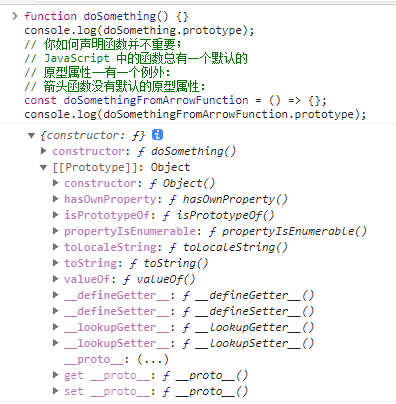 > function doSomething() {}
console.log(doSomething.prototype);
// 你如何声明函数并不重要；
// JavaScript 中的函数总有一个默认的
// 原型属性——有一个例外：
// 箭头函数没有默认的原型属性：
const doSomethingFromArrowFunction = () => {};
console.log(doSomethingFromArrowFunction.prototype);
▼ {constructor: ƒ} i
▶ constructor: ƒ doSomething()
▼ [[Prototype]]: Object
▶ constructor: ƒ Object()
▶ hasOwnProperty: ƒ hasOwnProperty()
▶ isPrototypeOf: ƒ isPrototypeOf()
▶ propertyIsEnumerable: ƒ propertyIsEnumerable()
▶ toLocaleString: ƒ toLocaleString()
▶ toString: ƒ toString()
▶ valueOf: ƒ valueOf()
▶ __defineGetter__: ƒ __defineGetter__()
▶ __defineSetter__: ƒ __defineSetter__()
▶ __lookupGetter__: ƒ __lookupGetter__()
▶ __lookupSetter__: ƒ __lookupSetter__()
__proto__: (...)
▶ get __proto__: ƒ __proto__()
▶ set __proto__: ƒ __proto__()